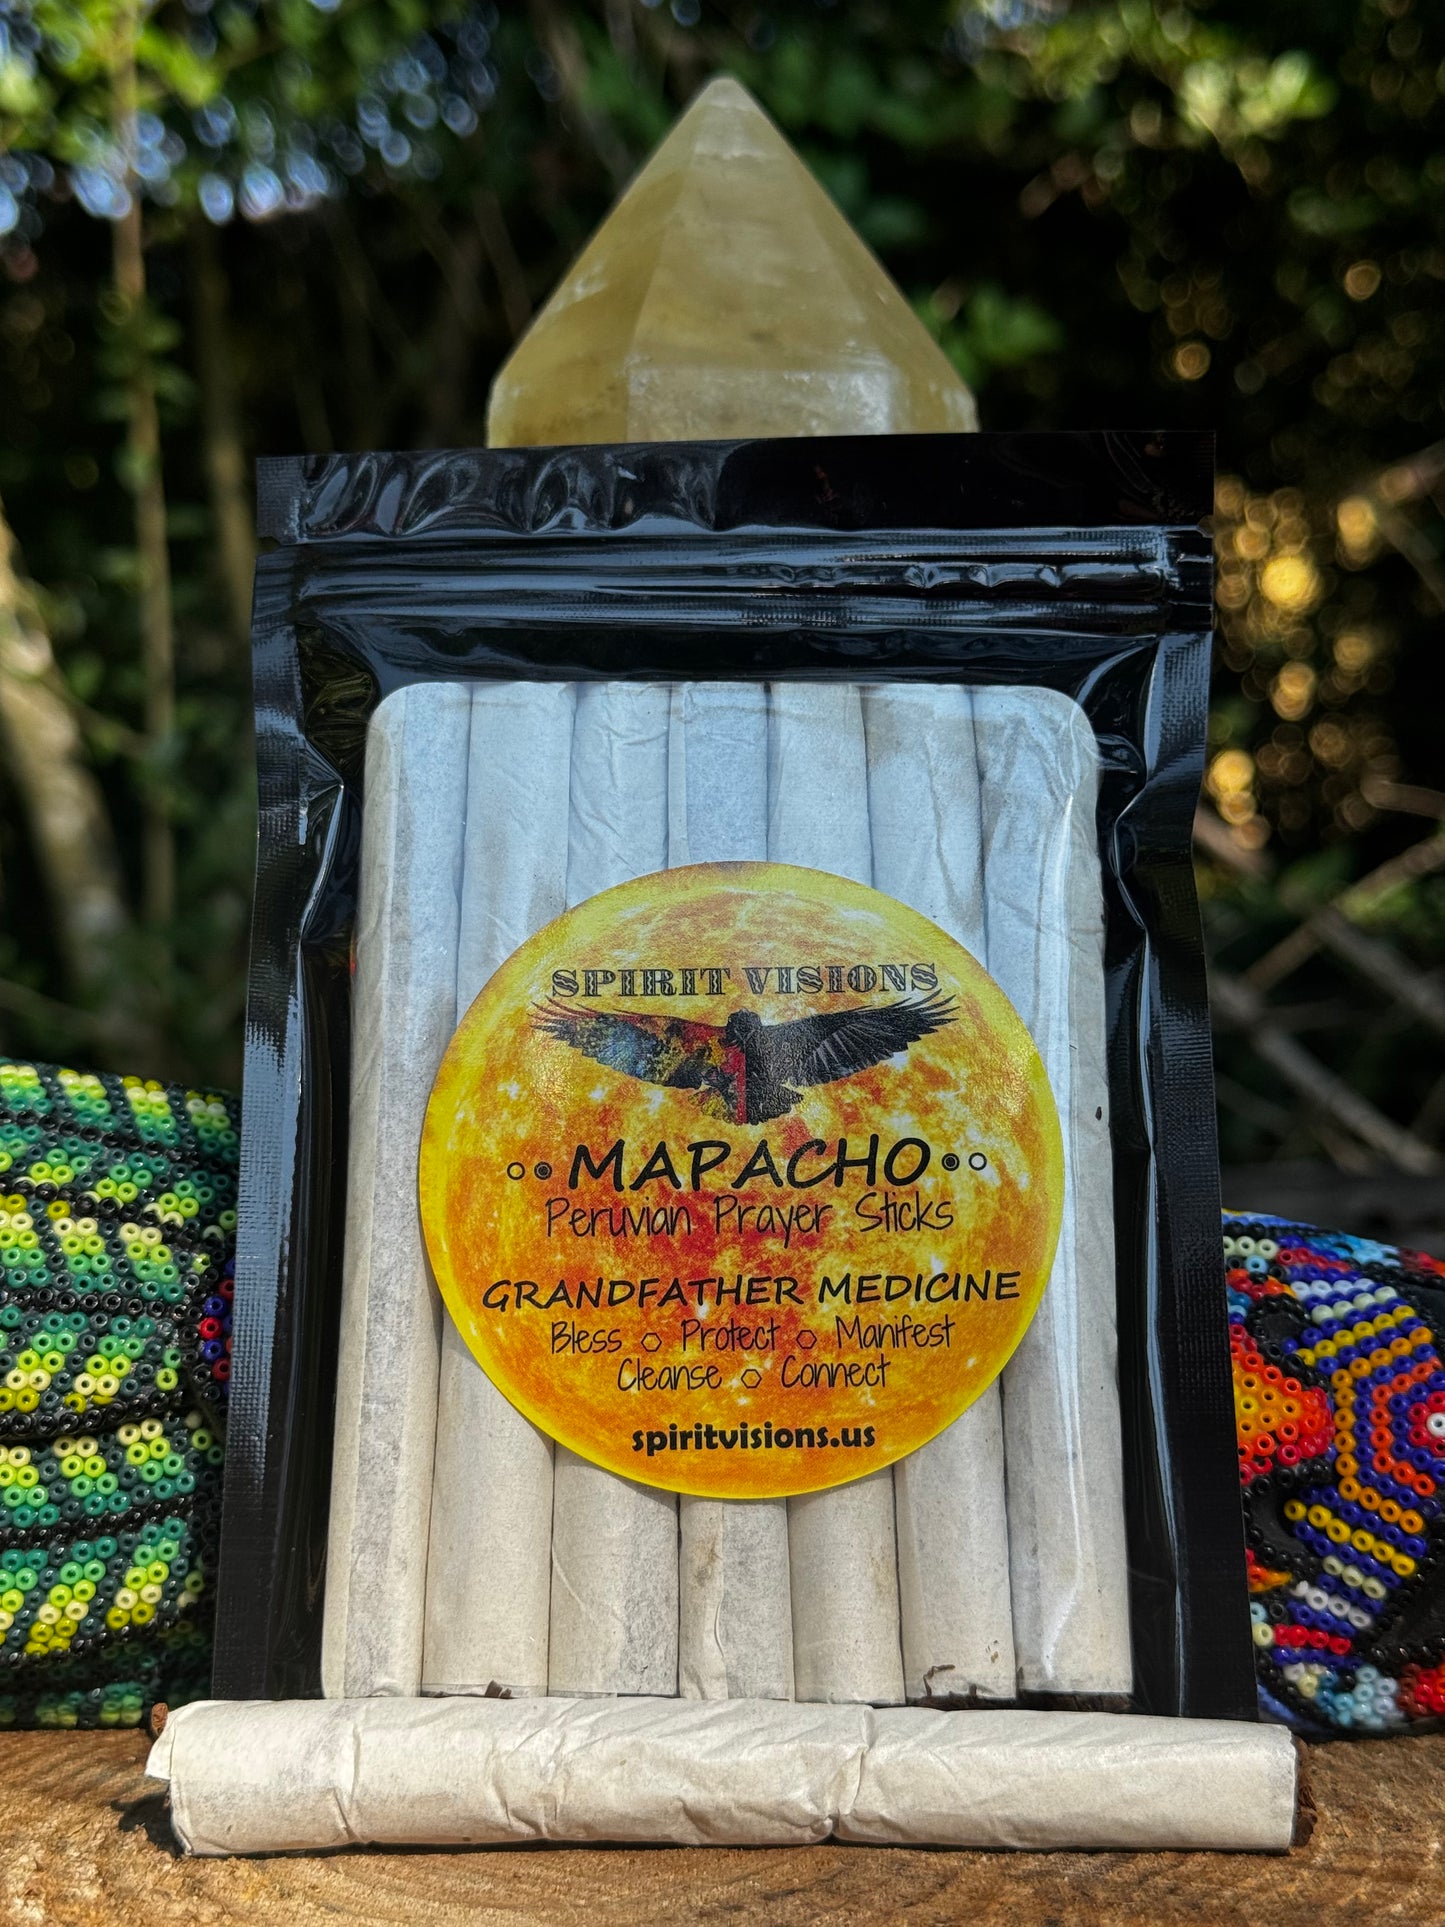 SPIRIT VISIONS
MAPACHO
Peruvian Prayer Sticks
GRANDFATHER MEDICINE
Bless ○ Protect ○ Manifest
Cleanse ○ Connect
spiritvisions.us